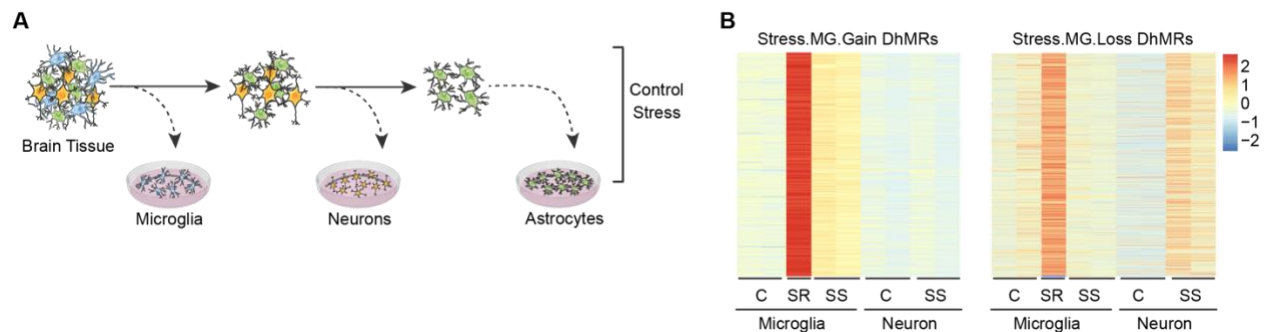 A
Brain Tissue
Microglia
Neurons
Astrocytes
Control
Stress
B
Stress.MG.Gain DhMRs
Stress.MG.Loss DhMRs
2
1
0
−1
−2
C SR SS C SS
Microglia Neuron
C SR SS C SS
Microglia Neuron